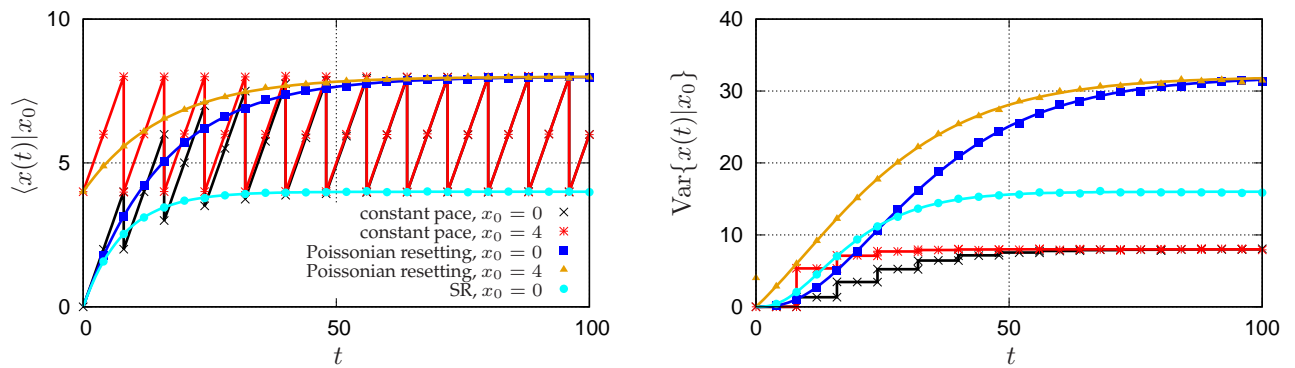 10
5
0
0
50
100
⟨x(t)|x₀⟩
t
constant pace, x₀ = 0
constant pace, x₀ = 4
Poissonian resetting, x₀ = 0
Poissonian resetting, x₀ = 4
SR, x₀ = 0
40
30
20
10
0
0
50
100
Var{x(t)|x₀}
t